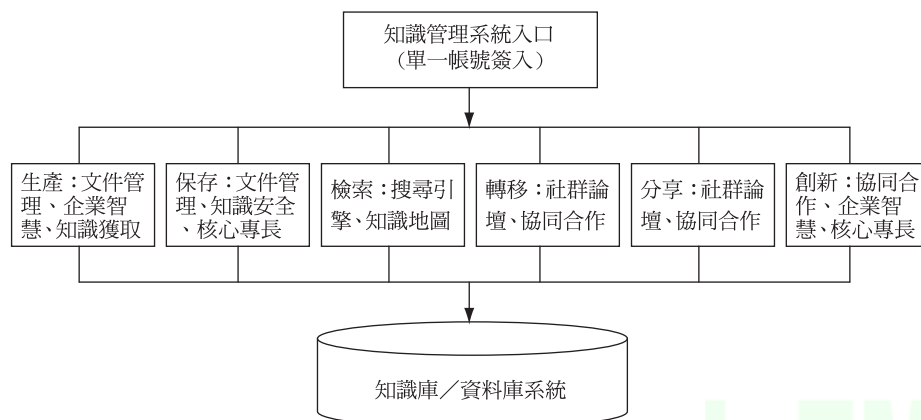 知識管理系統入口
（單一帳號簽入）
生產：文件管
理、企業智
慧、知識獲取
保存：文件管
理、知識安全
、核心專長
檢索：搜尋引
擎、知識地圖
轉移：社群論
壇、協同合作
分享：社群論
壇、協同合作
創新：協同合
作、企業智
慧、核心專長
知識庫／資料庫系統